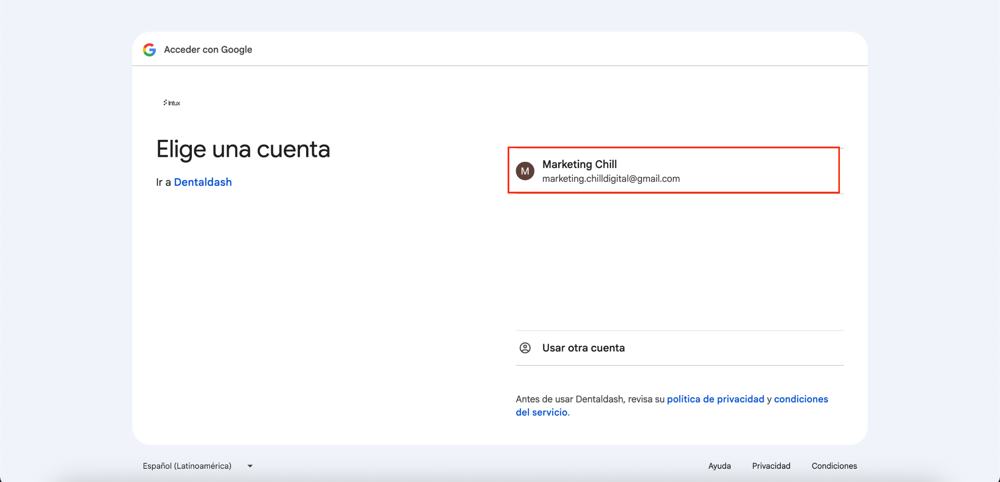 Acceder con Google
Intux
Elige una cuenta
Ir a Dentaldash
M
Marketing Chill
marketing.chilldigital@gmail.com
Usar otra cuenta
Antes de usar Dentaldash, revisa su política de privacidad y condiciones
del servicio.
Español (Latinoamérica)
Ayuda
Privacidad
Condiciones